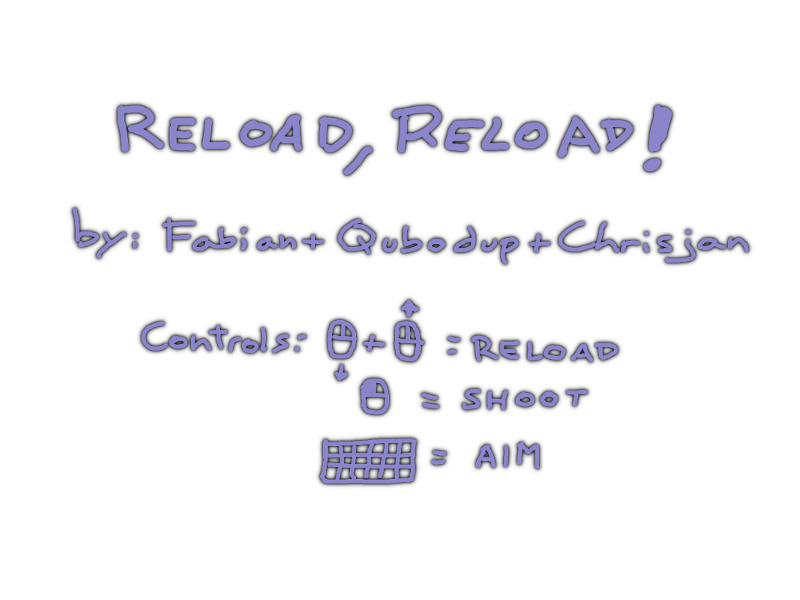 RELOAD, RELOAD!
by: Fabian + Qubodup + Chrisjan
Controls: + = RELOAD
= SHOOT
= AIM